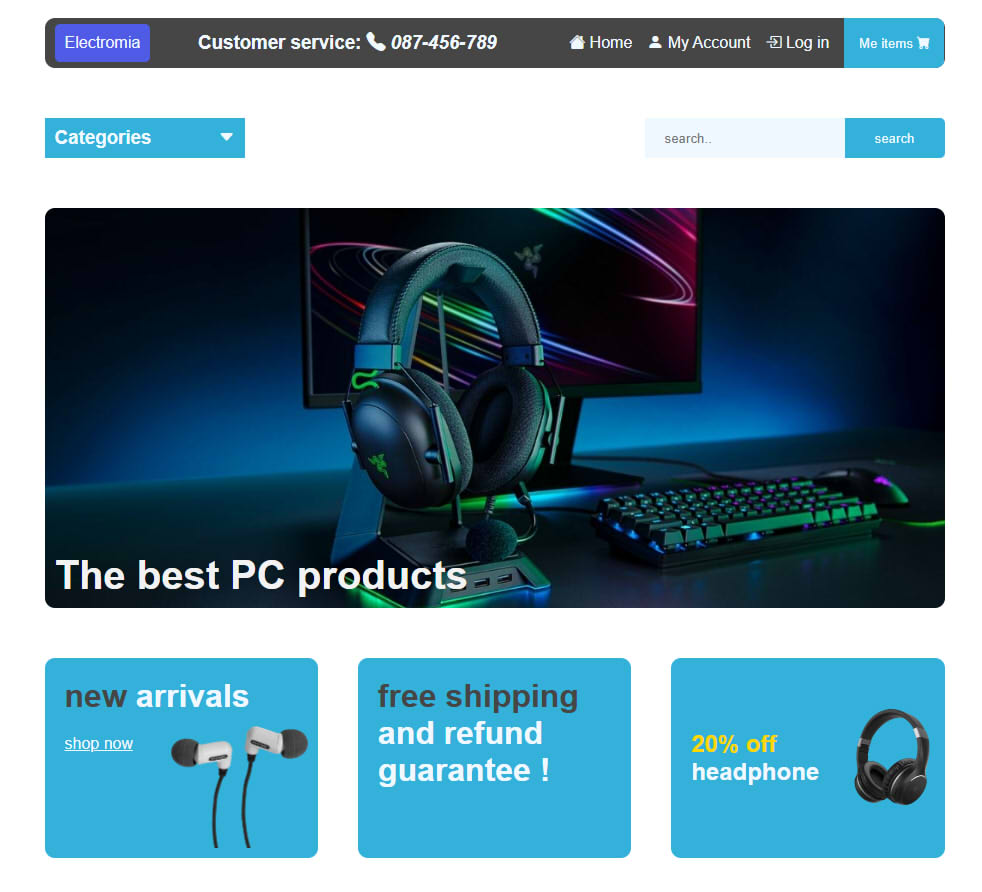 Electromia
Customer service: 087-456-789
Home
My Account
Log in
Me items
Categories
search..
search
The best PC products
new arrivals
shop now
free shipping
and refund
guarantee !
20% off
headphone